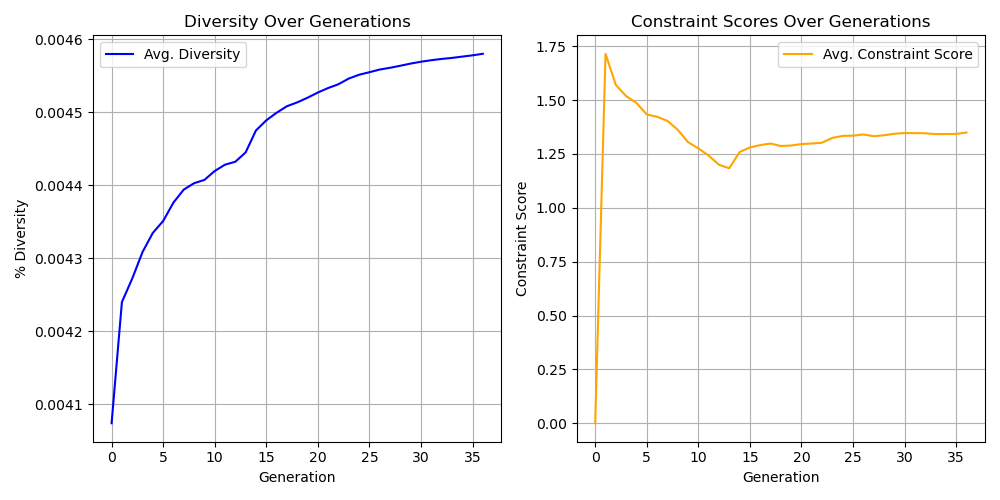 Diversity Over Generations
Avg. Diversity
% Diversity
0.0046
0.0045
0.0044
0.0043
0.0042
0.0041
0 5 10 15 20 25 30 35
Generation
Constraint Scores Over Generations
Avg. Constraint Score
Constraint Score
1.75
1.50
1.25
1.00
0.75
0.50
0.25
0.00
0 5 10 15 20 25 30 35
Generation